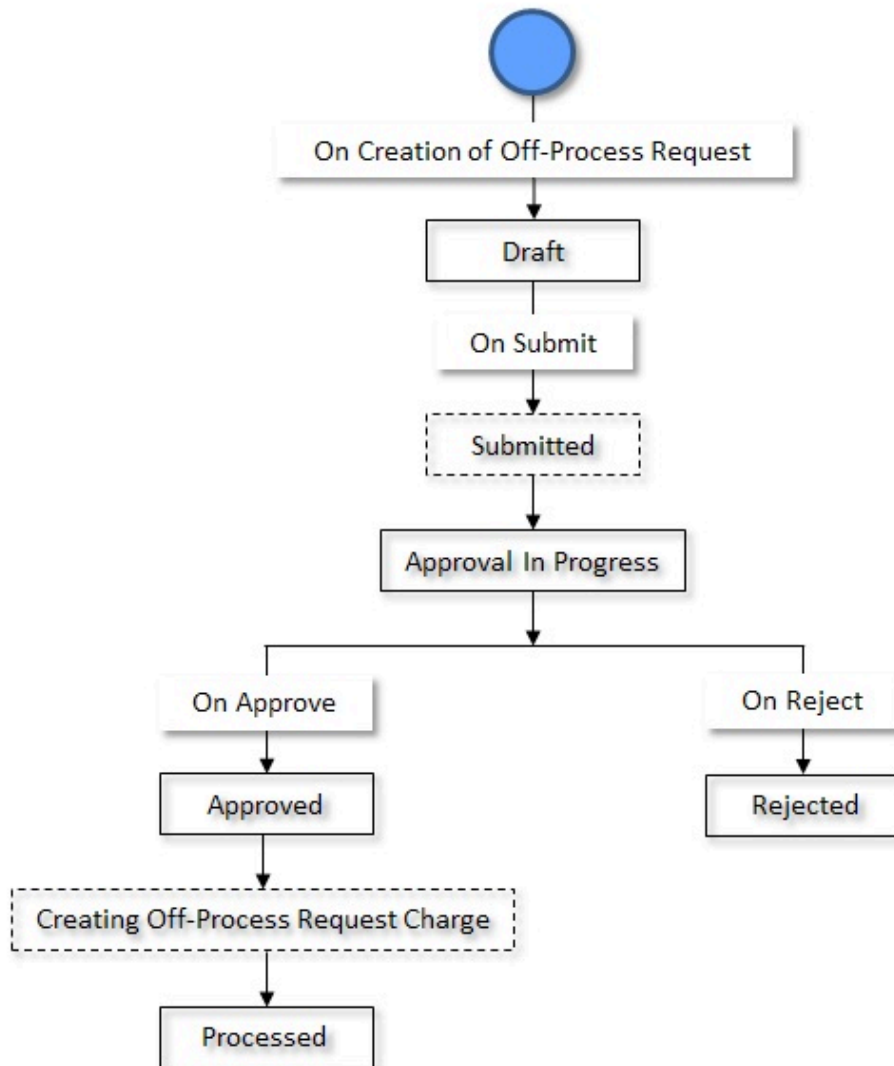 On Creation of Off-Process Request
Draft
On Submit
Submitted
Approval In Progress
On Approve
On Reject
Approved
Rejected
Creating Off-Process Request Charge
Processed